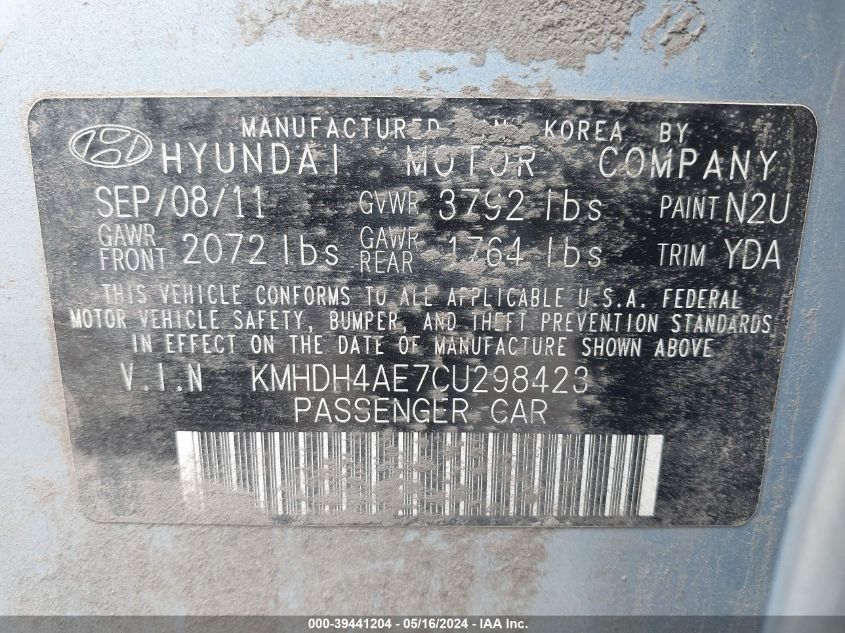 MANUFACTURED IN KOREA BY
HYUNDAI MOTOR COMPANY
SEP/08/11 GVWR 3792 lbs PAINT N2U
GAWR FRONT 2072 lbs GAWR REAR 1764 lbs TRIM YDA
THIS VEHICLE CONFORMS TO ALL APPLICABLE U.S.A. FEDERAL
MOTOR VEHICLE SAFETY, BUMPER, AND THEFT PREVENTION STANDARDS
IN EFFECT ON THE DATE OF MANUFACTURE SHOWN ABOVE
V.I.N KMHDH4AE7CU298423
PASSENGER CAR
000-39441204 - 05/16/2024 - IAA Inc.